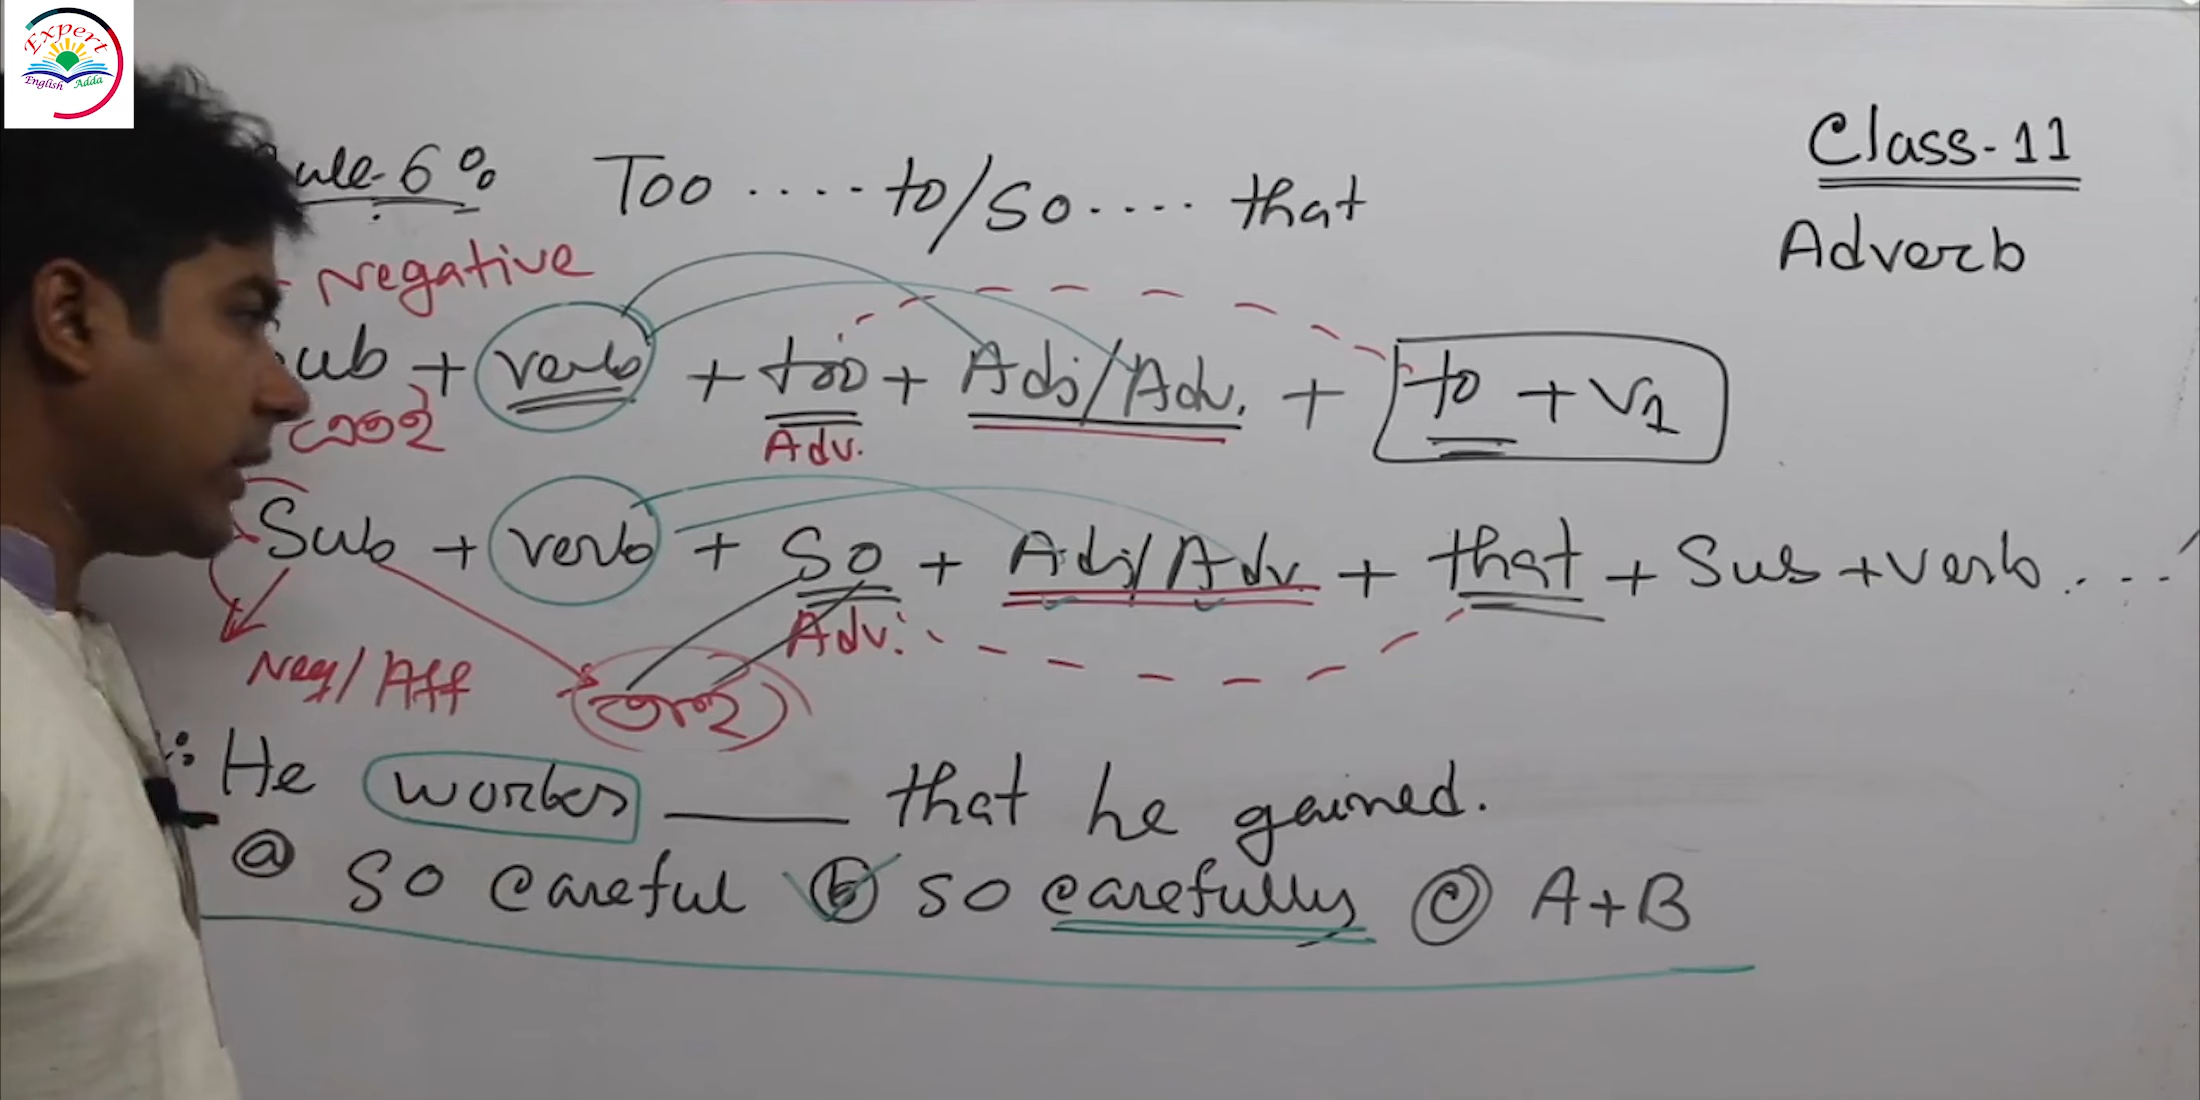 Expert
English Adda
ule-6: Too ..... to/so .... that
Class-11
Adverb
- Negative
ub + verb + too + Adj/Adv. + to + V1
Adv.
Sub + verb + So + Adj/Adv + that + Sub + verb ....
Adv.
Neg/Aff
He works ____ that he gained.
ⓐ so careful ⓑ so carefully ⓒ A+B